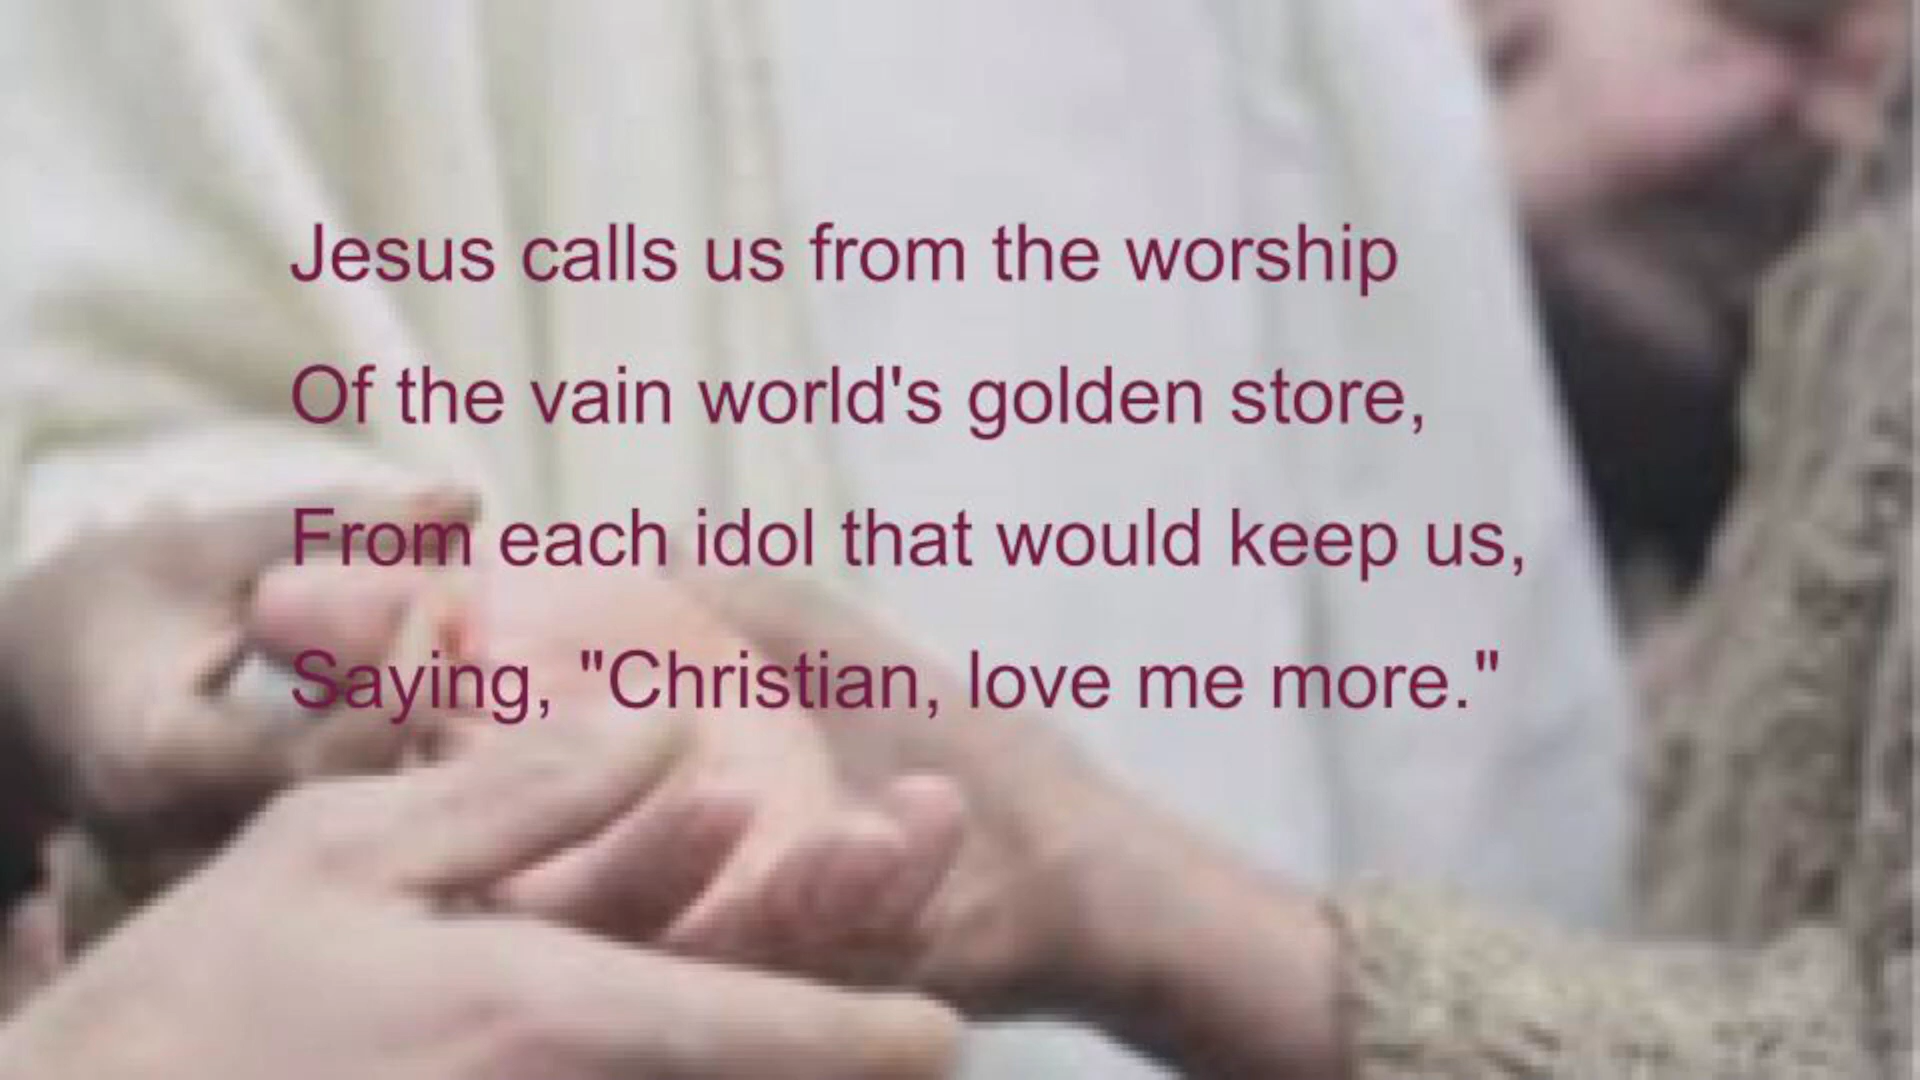 Jesus calls us from the worship
Of the vain world's golden store,
From each idol that would keep us,
Saying, "Christian, love me more."